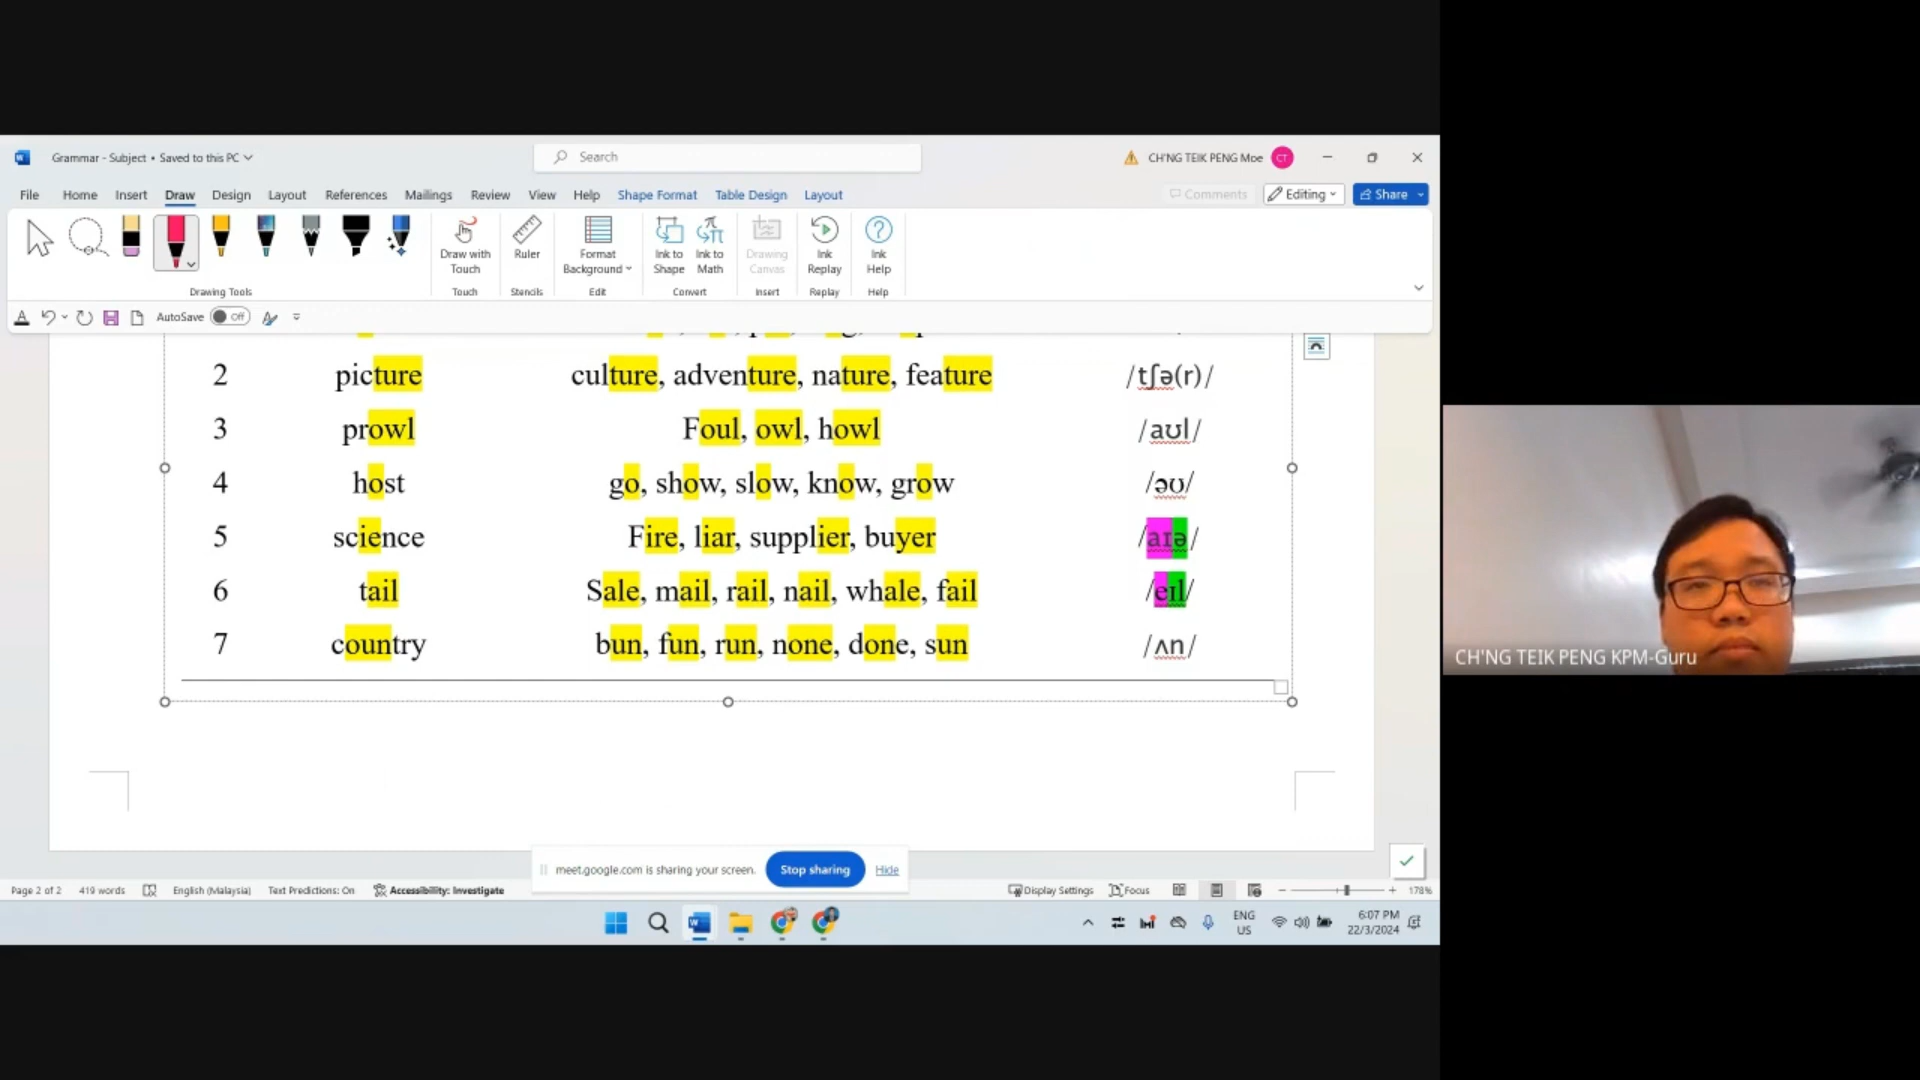 Grammar - Subject • Saved to this PC
Search
CH'NG TEIK PENG Moe
CT
File Home Insert Draw Design Layout References Mailings Review View Help Shape Format Table Design Layout
Comments
Editing
Share
Draw with Touch
Ruler
Format Background
Ink to Shape
Ink to Math
Drawing Canvas
Ink Replay
Ink Help
Drawing Tools Touch Stencils Edit Convert Insert Replay Help
AutoSave Off
2 picture culture, adventure, nature, feature /tʃə(r)/
3 prowl Foul, owl, howl /aʊl/
4 host go, show, slow, know, grow /əʊ/
5 science Fire, liar, supplier, buyer /aɪə/
6 tail Sale, mail, rail, nail, whale, fail /eɪl/
7 country bun, fun, run, none, done, sun /ʌn/
CH'NG TEIK PENG KPM-Guru
meet.google.com is sharing your screen. Stop sharing Hide
Page 2 of 2 419 words English (Malaysia) Text Predictions: On Accessibility: Investigate Display Settings Focus 178%
ENG US
6:07 PM
22/3/2024